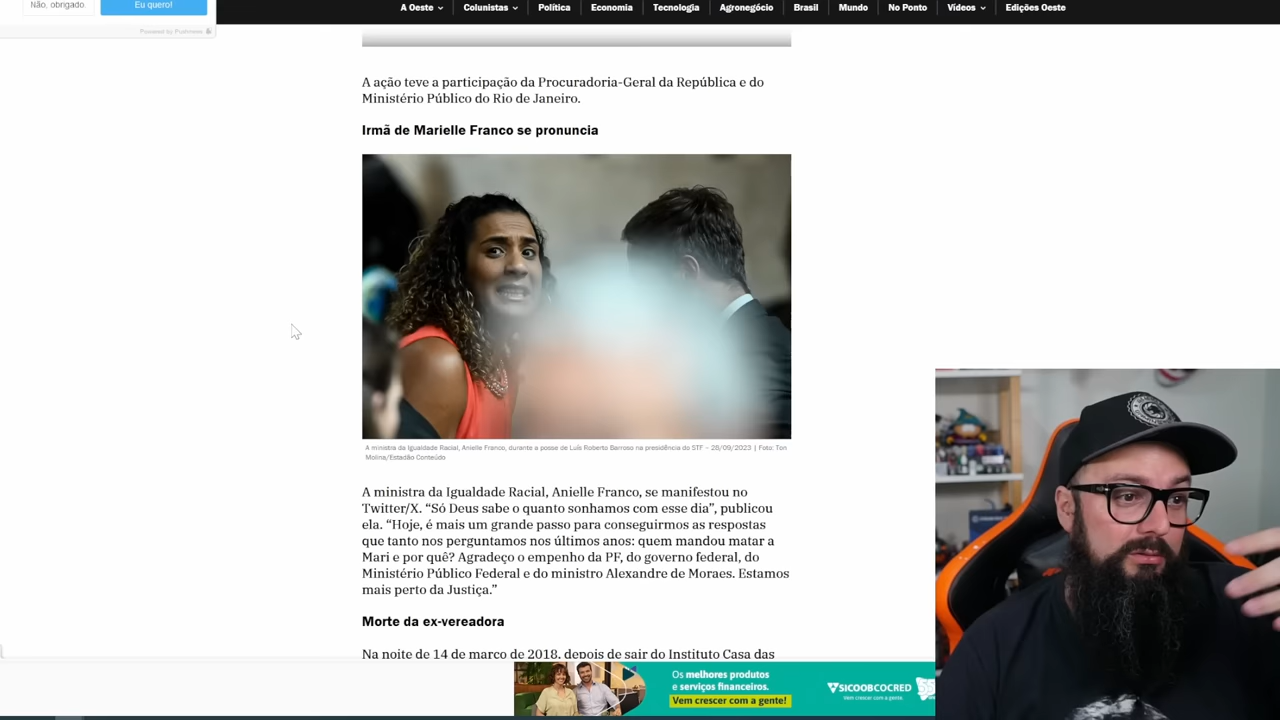 Não, obrigado.
Eu quero!
Powered by Pushnews
A Oeste
Colunistas
Política
Economia
Tecnologia
Agronegócio
Brasil
Mundo
No Ponto
Vídeos
Edições Oeste
A ação teve a participação da Procuradoria-Geral da República e do
Ministério Público do Rio de Janeiro.
Irmã de Marielle Franco se pronuncia
A ministra da Igualdade Racial, Anielle Franco, durante a posse de Luís Roberto Barroso na presidência do STF – 28/09/2023 | Foto: Ton
Molina/Estadão Conteúdo
A ministra da Igualdade Racial, Anielle Franco, se manifestou no
Twitter/X. “Só Deus sabe o quanto sonhamos com esse dia”, publicou
ela. “Hoje, é mais um grande passo para conseguirmos as respostas
que tanto nos perguntamos nos últimos anos: quem mandou matar a
Mari e por quê? Agradeço o empenho da PF, do governo federal, do
Ministério Público Federal e do ministro Alexandre de Moraes. Estamos
mais perto da Justiça.”
Morte da ex-vereadora
Na noite de 14 de março de 2018, depois de sair do Instituto Casa das
Os melhores produtos
e serviços financeiros.
Vem crescer com a gente!
SICOOBCOCRED
Vem crescer com a gente.